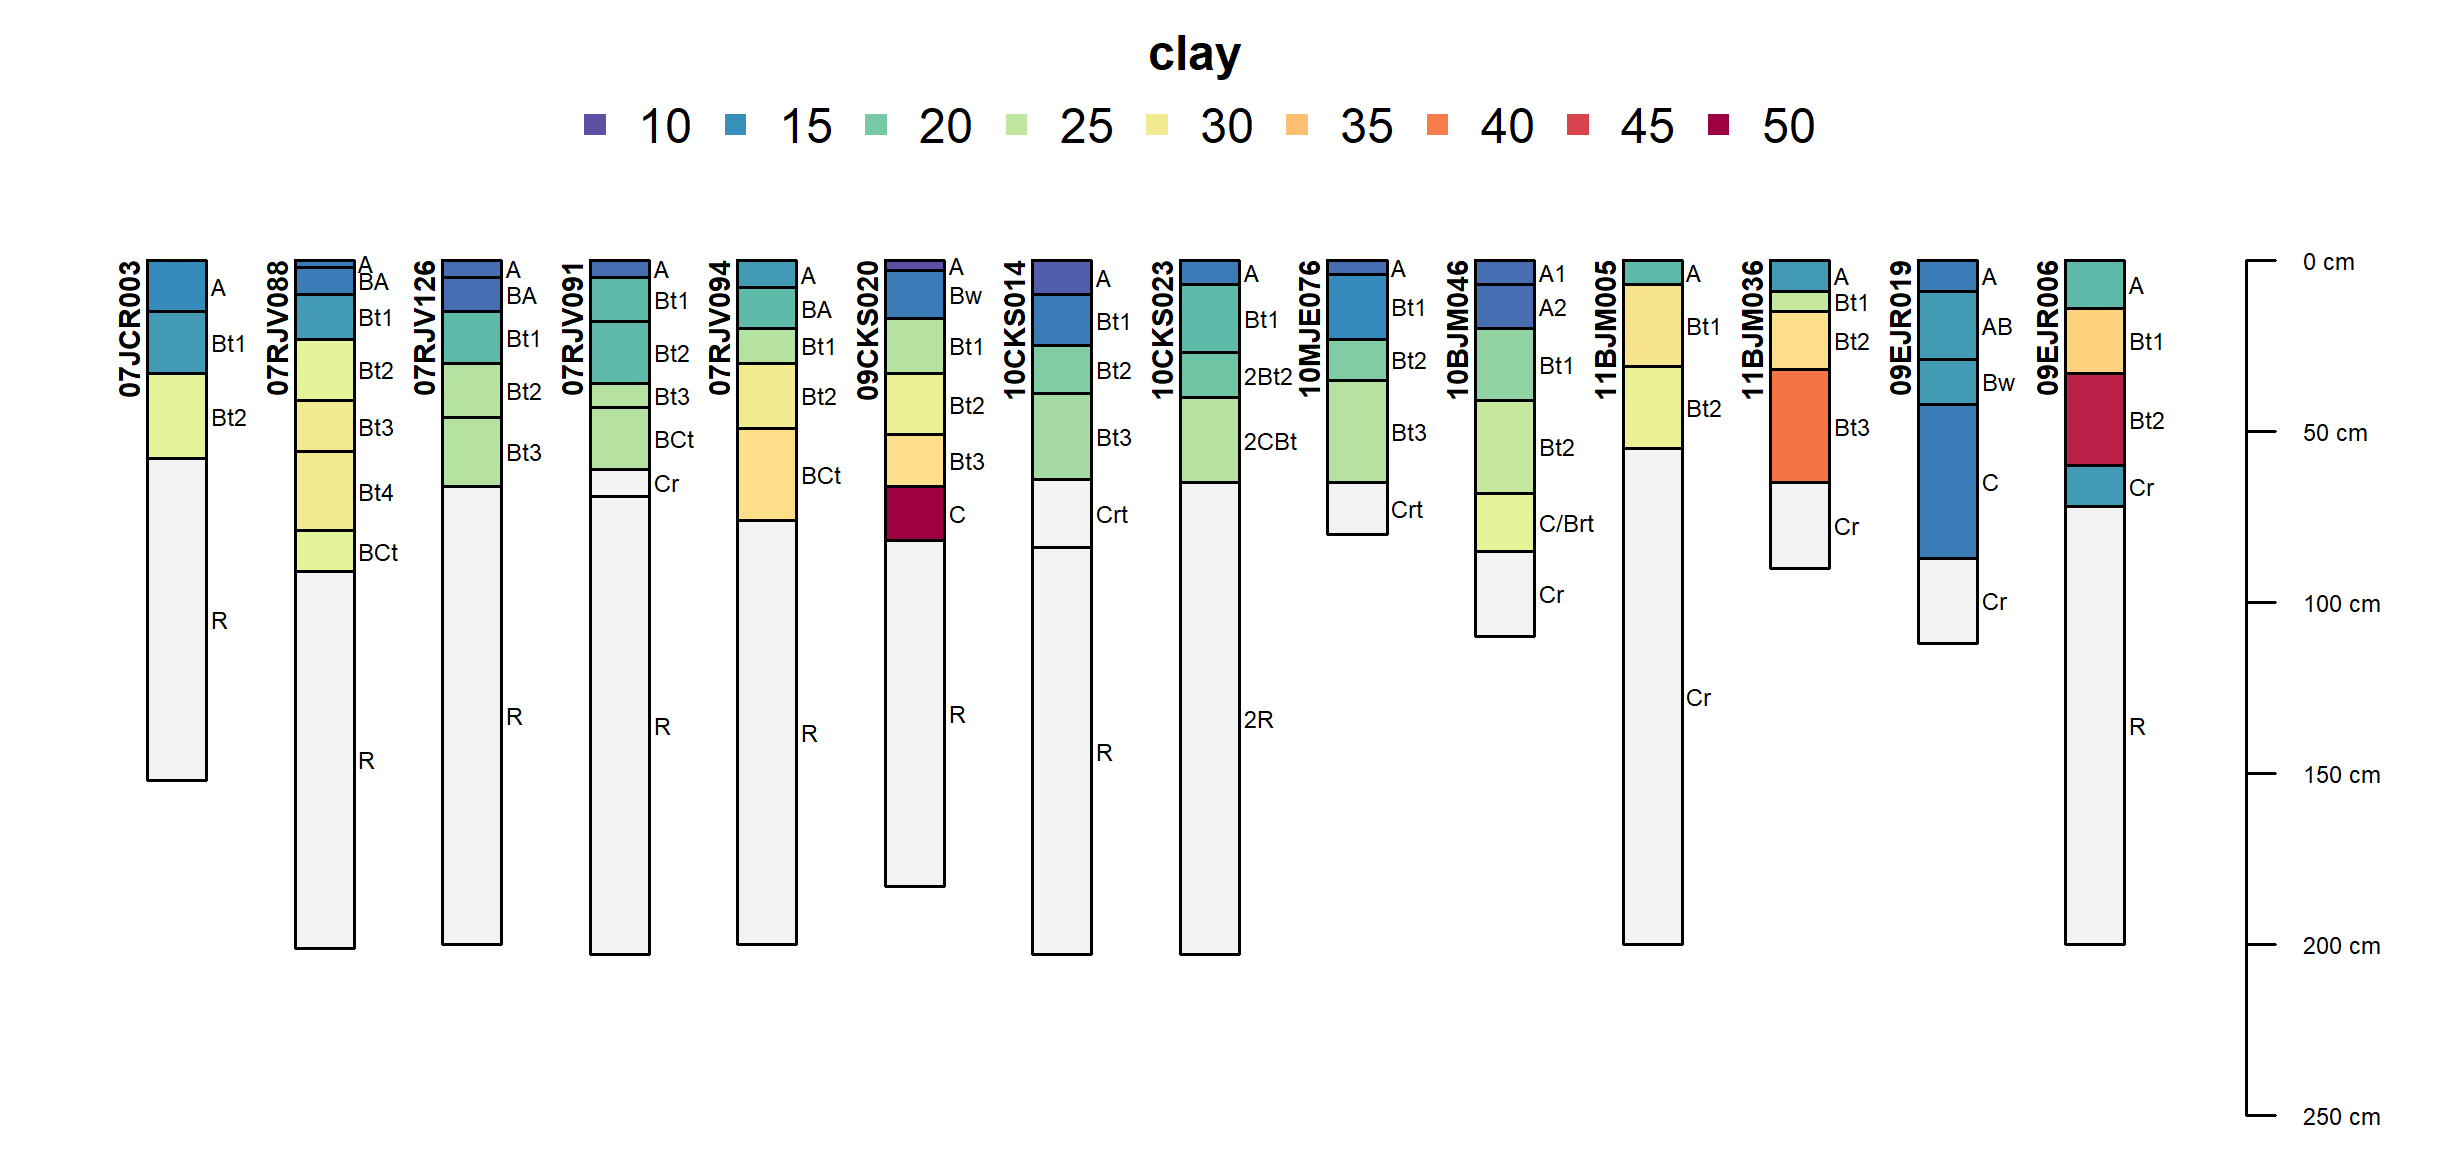 clay
10 15 20 25 30 35 40 45 50
07JCR003
A
Bt1
Bt2
R
07RJV088
A
BA
Bt1
Bt2
Bt3
Bt4
BCt
R
07RJV126
A
BA
Bt1
Bt2
Bt3
R
07RJV091
A
Bt1
Bt2
Bt3
BCt
Cr
R
07RJV094
A
BA
Bt1
Bt2
BCt
R
09CKS020
A
Bw
Bt1
Bt2
Bt3
C
R
10CKS014
A
Bt1
Bt2
Bt3
Crt
R
10CKS023
A
Bt1
2Bt2
2CBt
2R
10MJE076
A
Bt1
Bt2
Bt3
Crt
10BJM046
A1
A2
Bt1
Bt2
C/Brt
Cr
11BJM005
A
Bt1
Bt2
Cr
11BJM036
A
Bt1
Bt2
Bt3
Cr
09EJR019
A
AB
Bw
C
Cr
09EJR006
A
Bt1
Bt2
Cr
R
0 cm
50 cm
100 cm
150 cm
200 cm
250 cm